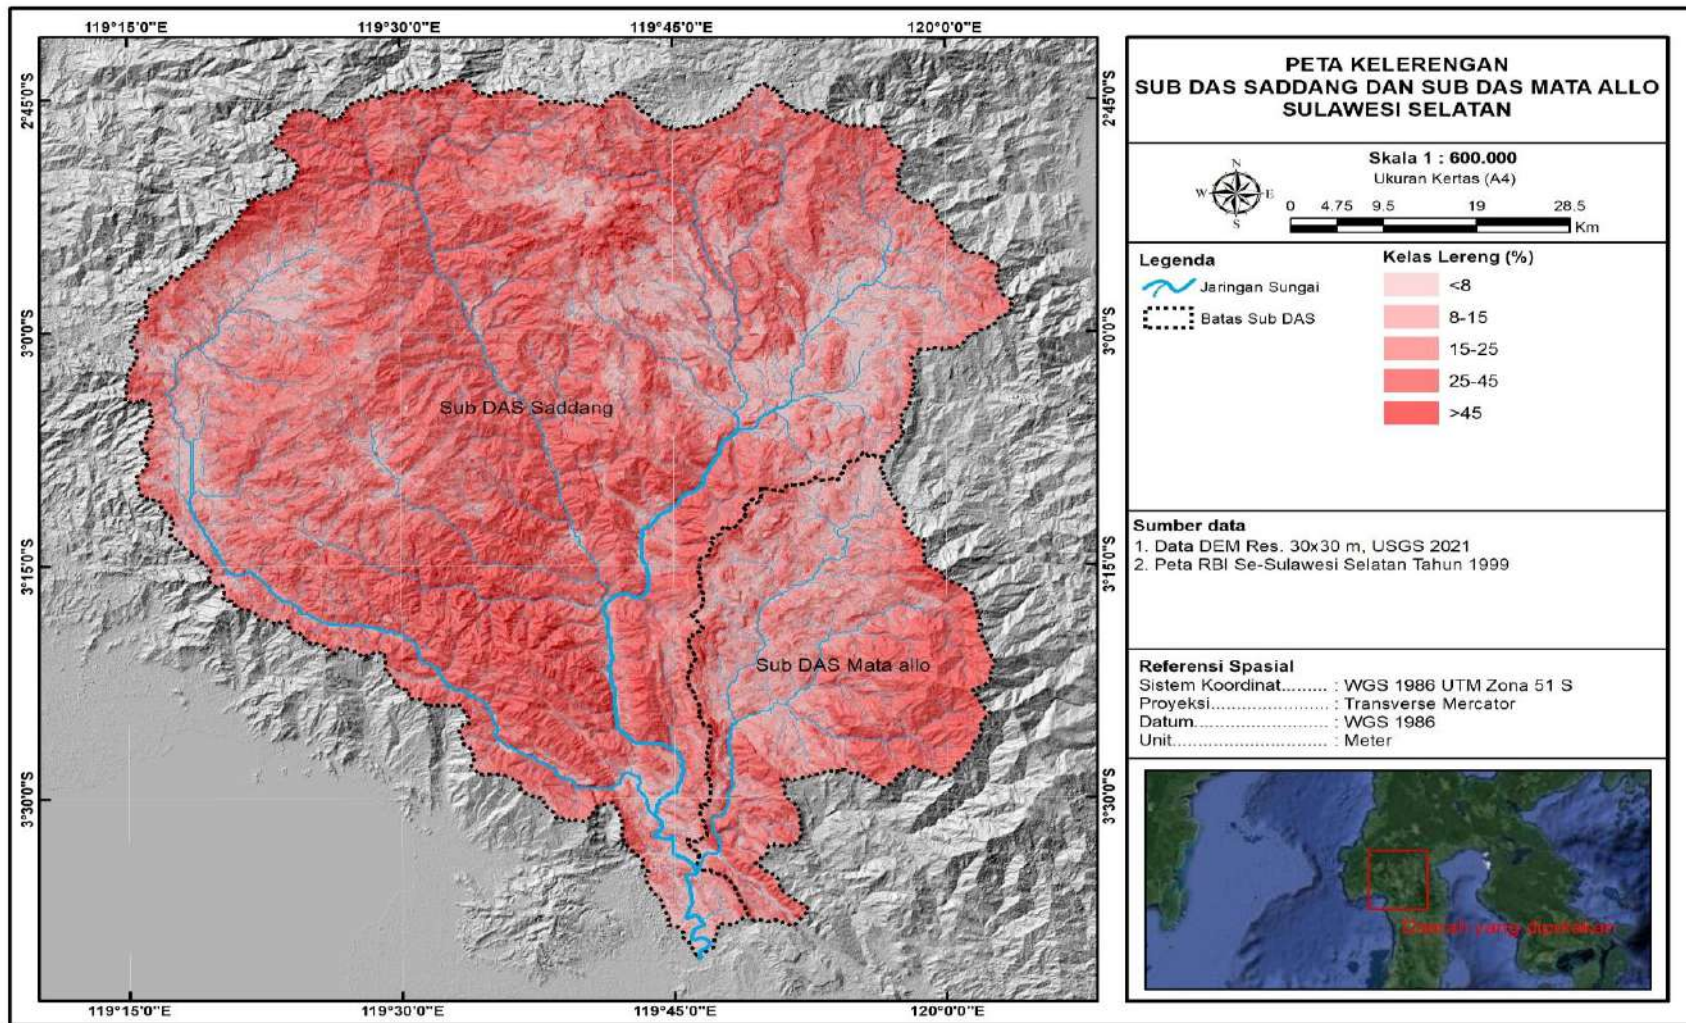 119°15'0"E 119°30'0"E 119°45'0"E 120°0'0"E
2°45'0"S
3°0'0"S
3°15'0"S
3°30'0"S
Sub DAS Saddang
Sub DAS Mata allo
2°45'0"S
3°0'0"S
3°15'0"S
3°30'0"S
119°15'0"E 119°30'0"E 119°45'0"E 120°0'0"E
PETA KELERENGAN
SUB DAS SADDANG DAN SUB DAS MATA ALLO
SULAWESI SELATAN
Skala 1 : 600.000
Ukuran Kertas (A4)
N
W E
S
0 4.75 9.5 19 28.5
Km
Legenda
Jaringan Sungai
Batas Sub DAS
Kelas Lereng (%)
<8
8-15
15-25
25-45
>45
Sumber data
1. Data DEM Res. 30x30 m, USGS 2021
2. Peta RBI Se-Sulawesi Selatan Tahun 1999
Referensi Spasial
Sistem Koordinat......... : WGS 1986 UTM Zona 51 S
Proyeksi....................... : Transverse Mercator
Datum.......................... : WGS 1986
Unit.............................. : Meter
Daerah yang dipetakan